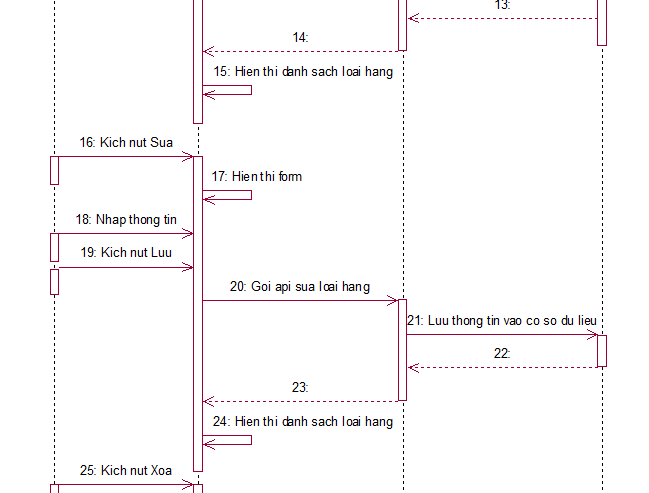 13:
14:
15: Hien thi danh sach loai hang
16: Kich nut Sua
17: Hien thi form
18: Nhap thong tin
19: Kich nut Luu
20: Goi api sua loai hang
21: Luu thong tin vao co so du lieu
22:
23:
24: Hien thi danh sach loai hang
25: Kich nut Xoa